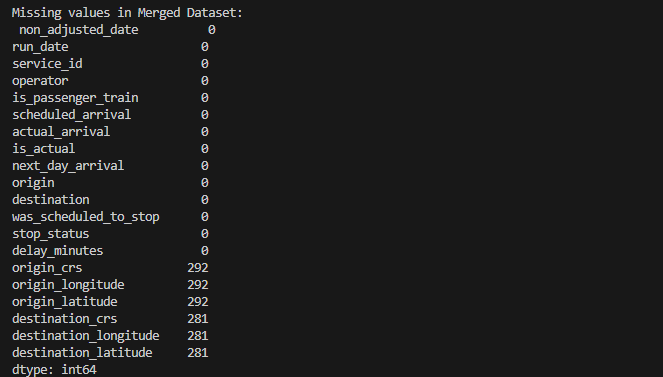 Missing values in Merged Dataset:
 non_adjusted_date          0
run_date                   0
service_id                 0
operator                   0
is_passenger_train         0
scheduled_arrival          0
actual_arrival             0
is_actual                  0
next_day_arrival           0
origin                     0
destination                0
was_scheduled_to_stop      0
stop_status                0
delay_minutes              0
origin_crs               292
origin_longitude         292
origin_latitude          292
destination_crs          281
destination_longitude    281
destination_latitude     281
dtype: int64